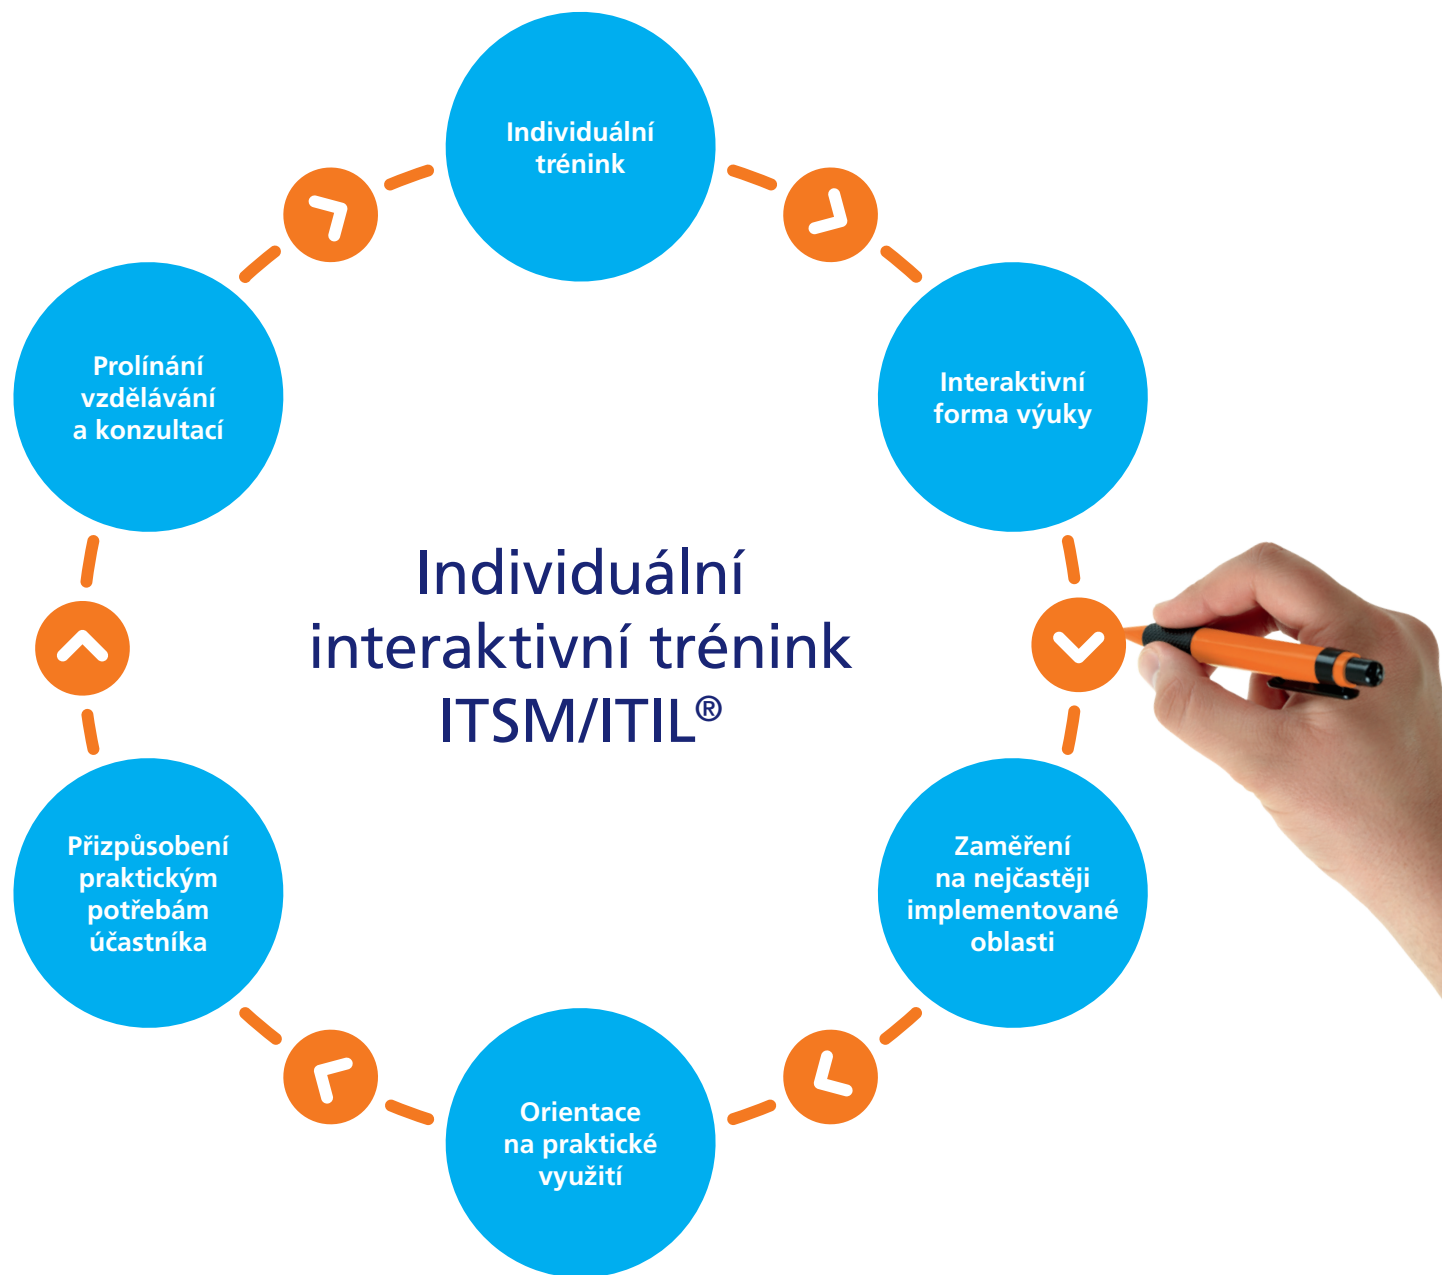 Individuální
trénink
Interaktivní
forma výuky
Zaměření
na nejčastěji
implementované
oblasti
Orientace
na praktické
využití
Přizpůsobení
praktickým
potřebám
účastníka
Prolínání
vzdělávání
a konzultací
Individuální
interaktivní trénink
ITSM/ITIL®